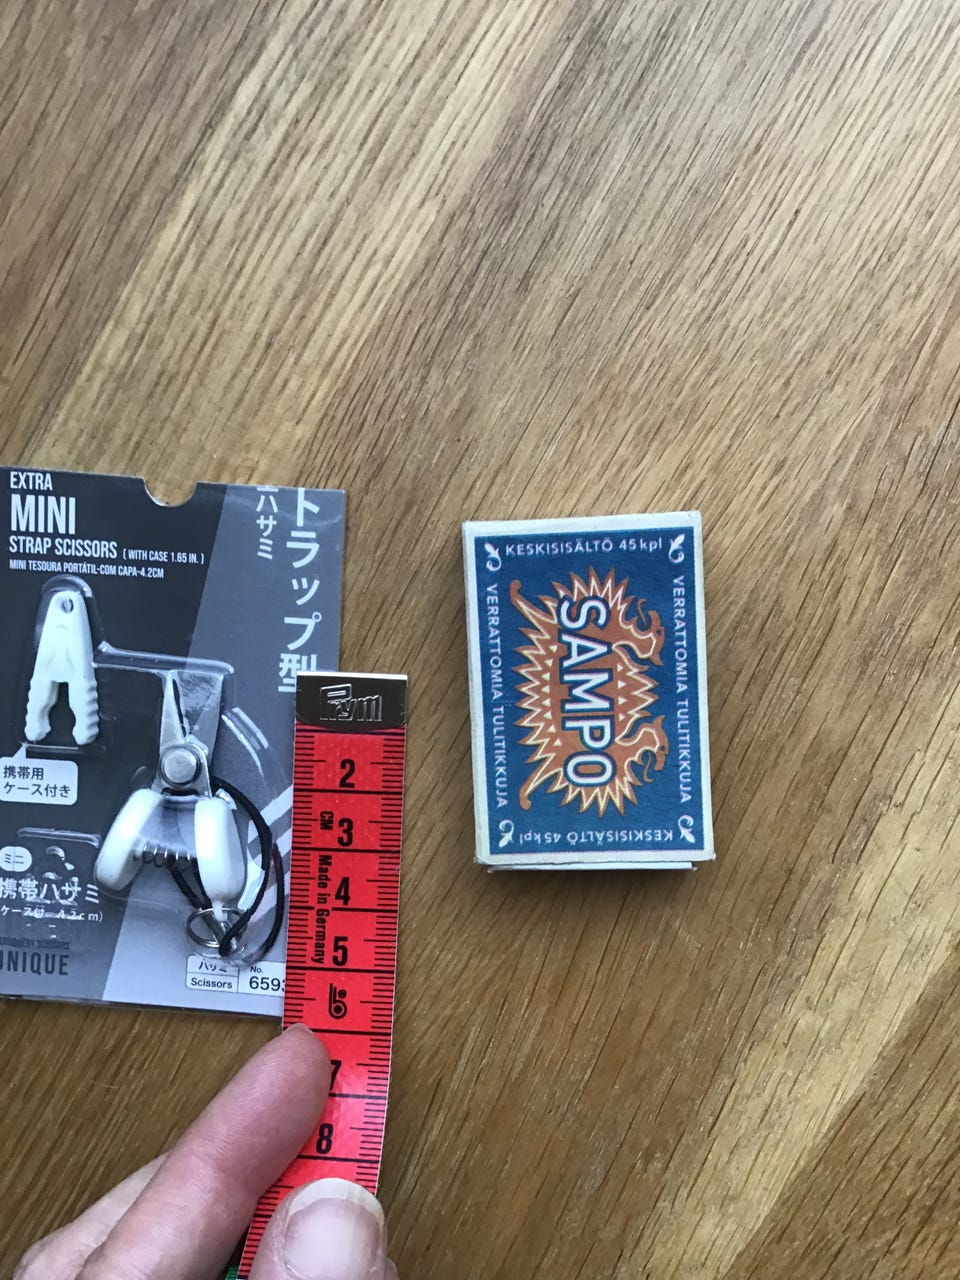 EXTRA
MINI
STRAP SCISSORS [ WITH CASE 1.65 IN. ]
MINI TESOURA PORTÁTIL-COM CAPA-4.2CM
トラップ型
ハサミ
携帯用
ケース付き
ミニ
携帯ハサミ
UNIQUE
ハサミ
Scissors
No.
6593
Prym
2
3
4
5
6
7
8
CM
Made in Germany
KESKISISÄLTÖ 45 kpl
VERRATTOMIA TULITIKKUJA
SAMPO
VERRATTOMIA TULITIKKUJA
KESKISISÄLTÖ 45 kpl